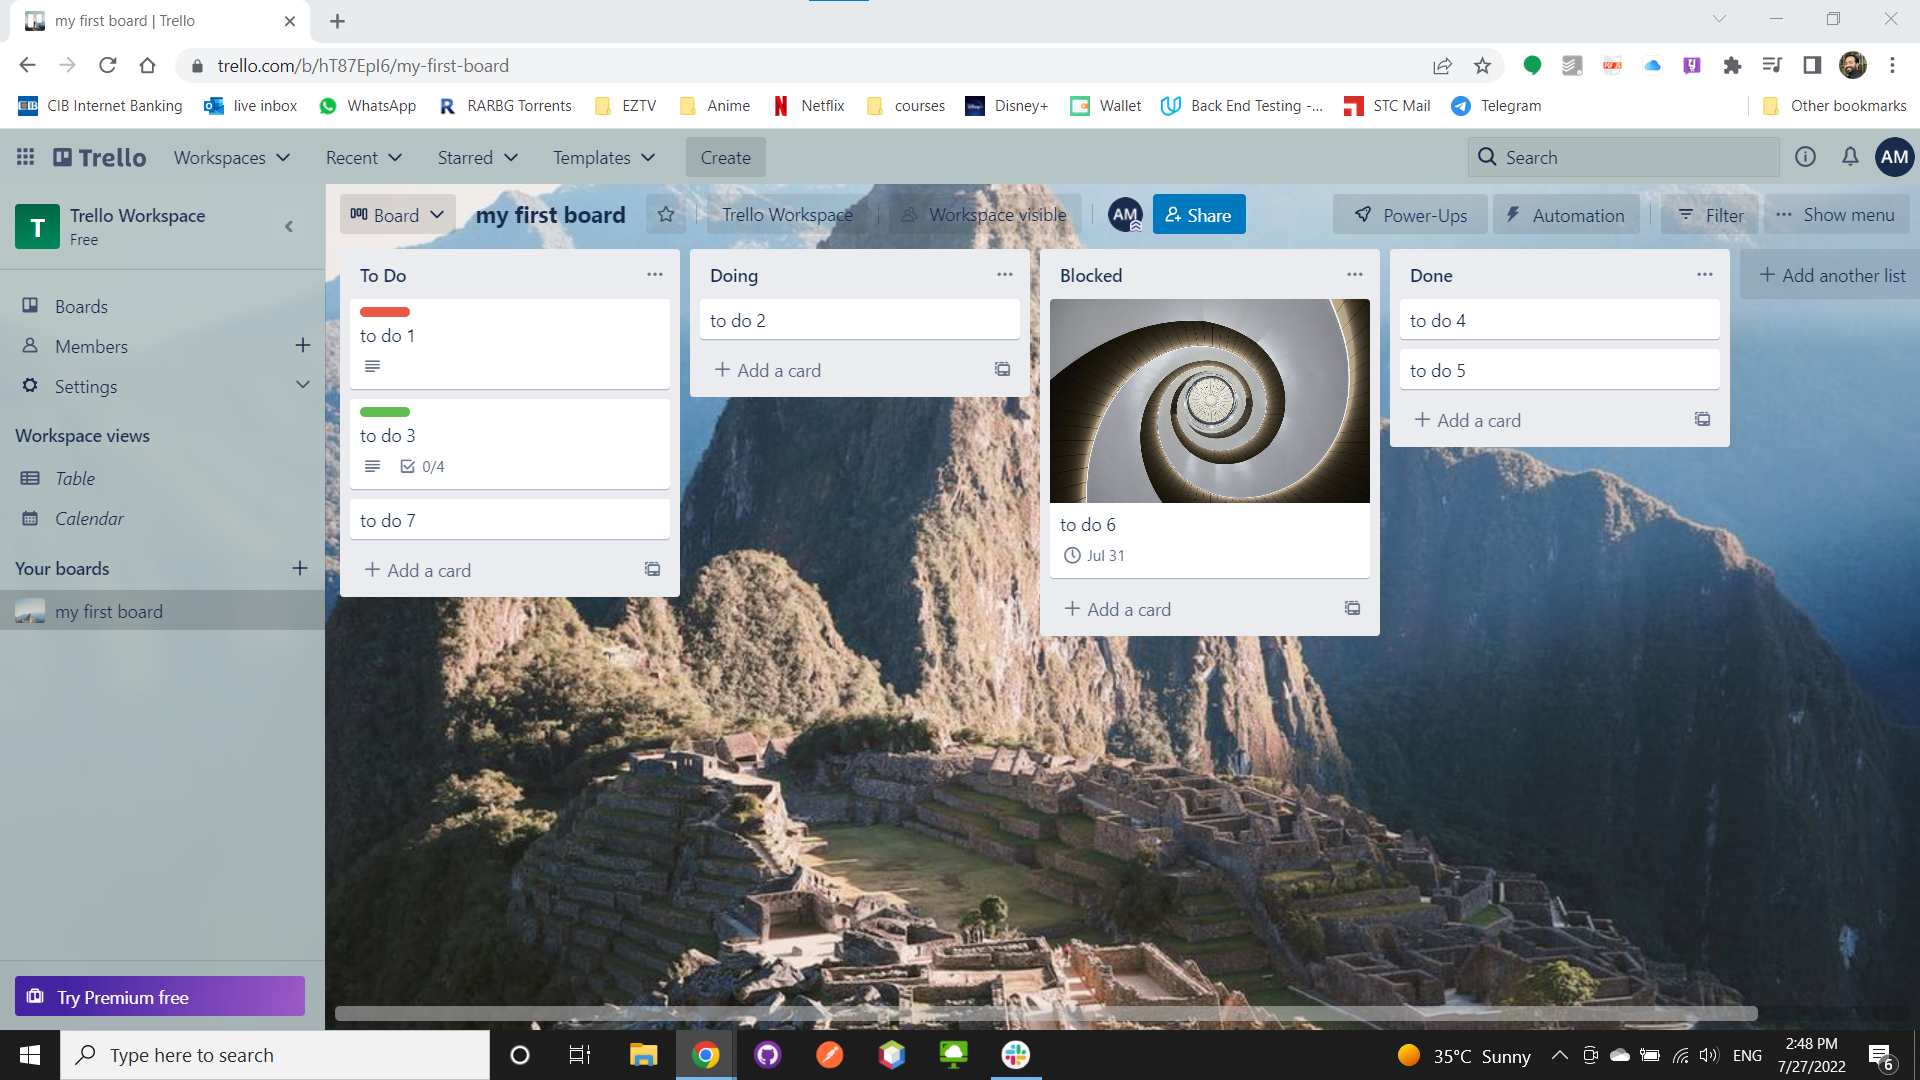 my first board | Trello
trello.com/b/hT87EpI6/my-first-board
CIB Internet Banking
live inbox
WhatsApp
RARBG Torrents
EZTV
Anime
Netflix
courses
Disney+
Wallet
Back End Testing -...
STC Mail
Telegram
Other bookmarks
Trello
Workspaces
Recent
Starred
Templates
Create
Search
AM
T
Trello Workspace
Free
Boards
Members
Settings
Workspace views
Table
Calendar
Your boards
my first board
Try Premium free
Board
my first board
Trello Workspace
Workspace visible
AM
Share
Power-Ups
Automation
Filter
Show menu
To Do
to do 1
to do 3
0/4
to do 7
Add a card
Doing
to do 2
Add a card
Blocked
to do 6
Jul 31
Add a card
Done
to do 4
to do 5
Add a card
Add another list
Type here to search
35°C Sunny
ENG
2:48 PM
7/27/2022
6